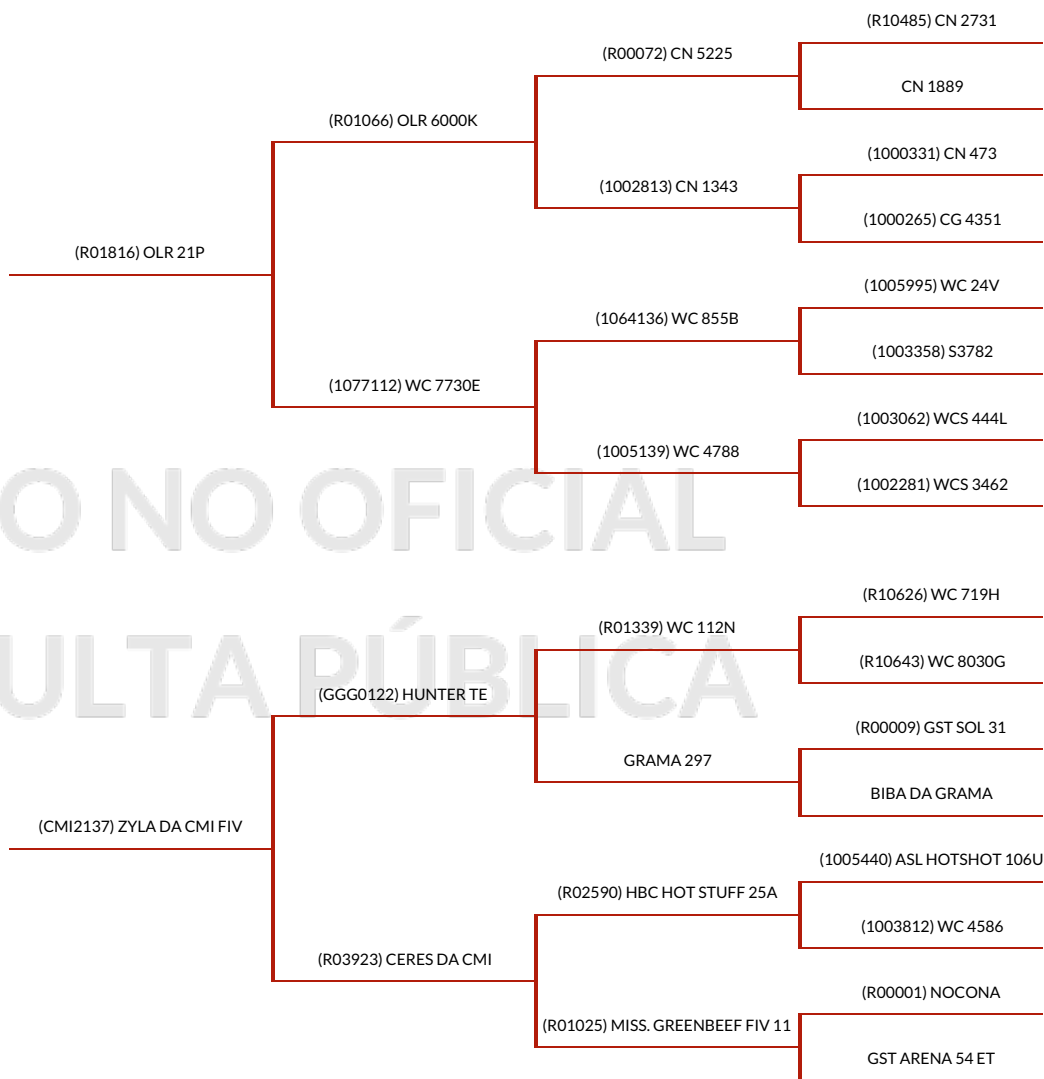 (R10485) CN 2731
(R00072) CN 5225
CN 1889
(R01066) OLR 6000K
(1000331) CN 473
(1002813) CN 1343
(1000265) CG 4351
(R01816) OLR 21P
(1005995) WC 24V
(1064136) WC 855B
(1003358) S3782
(1077112) WC 7730E
(1003062) WCS 444L
(1005139) WC 4788
(1002281) WCS 3462
O NO OFICIAL
(R10626) WC 719H
(R01339) WC 112N
(R10643) WC 8030G
ULTA PÚBLICA
(GGG0122) HUNTER TE
(R00009) GST SOL 31
GRAMA 297
BIBA DA GRAMA
(CMI2137) ZYLA DA CMI FIV
(1005440) ASL HOTSHOT 106U
(R02590) HBC HOT STUFF 25A
(1003812) WC 4586
(R03923) CERES DA CMI
(R00001) NOCONA
(R01025) MISS. GREENBEEF FIV 11
GST ARENA 54 ET